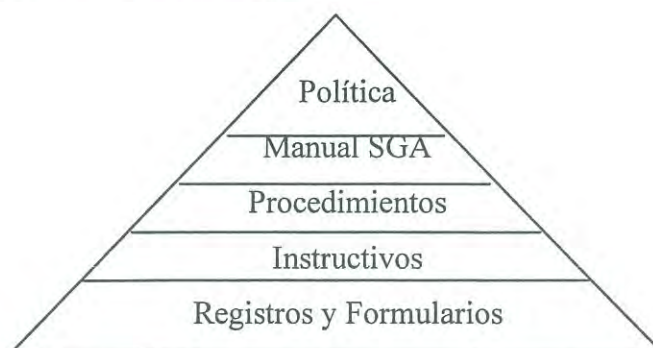 Política
Manual SGA
Procedimientos
Instructivos
Registros y Formularios